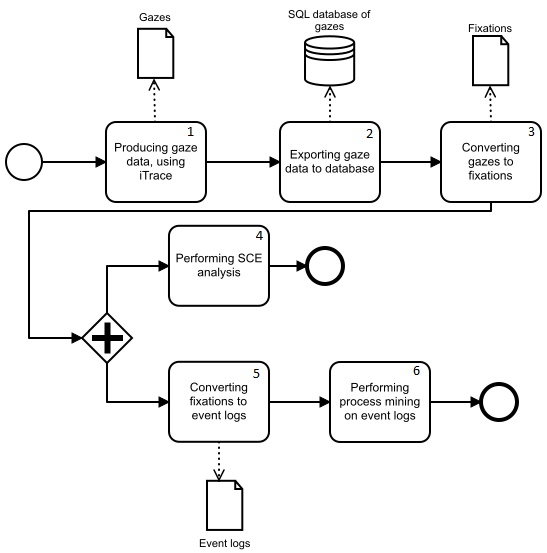 Gazes
SQL database of
gazes
Fixations
1
Producing gaze
data, using
iTrace
2
Exporting gaze
data to database
3
Converting
gazes to
fixations
4
Performing SCE
analysis
5
Converting
fixations to
event logs
6
Performing
process mining
on event logs
Event logs